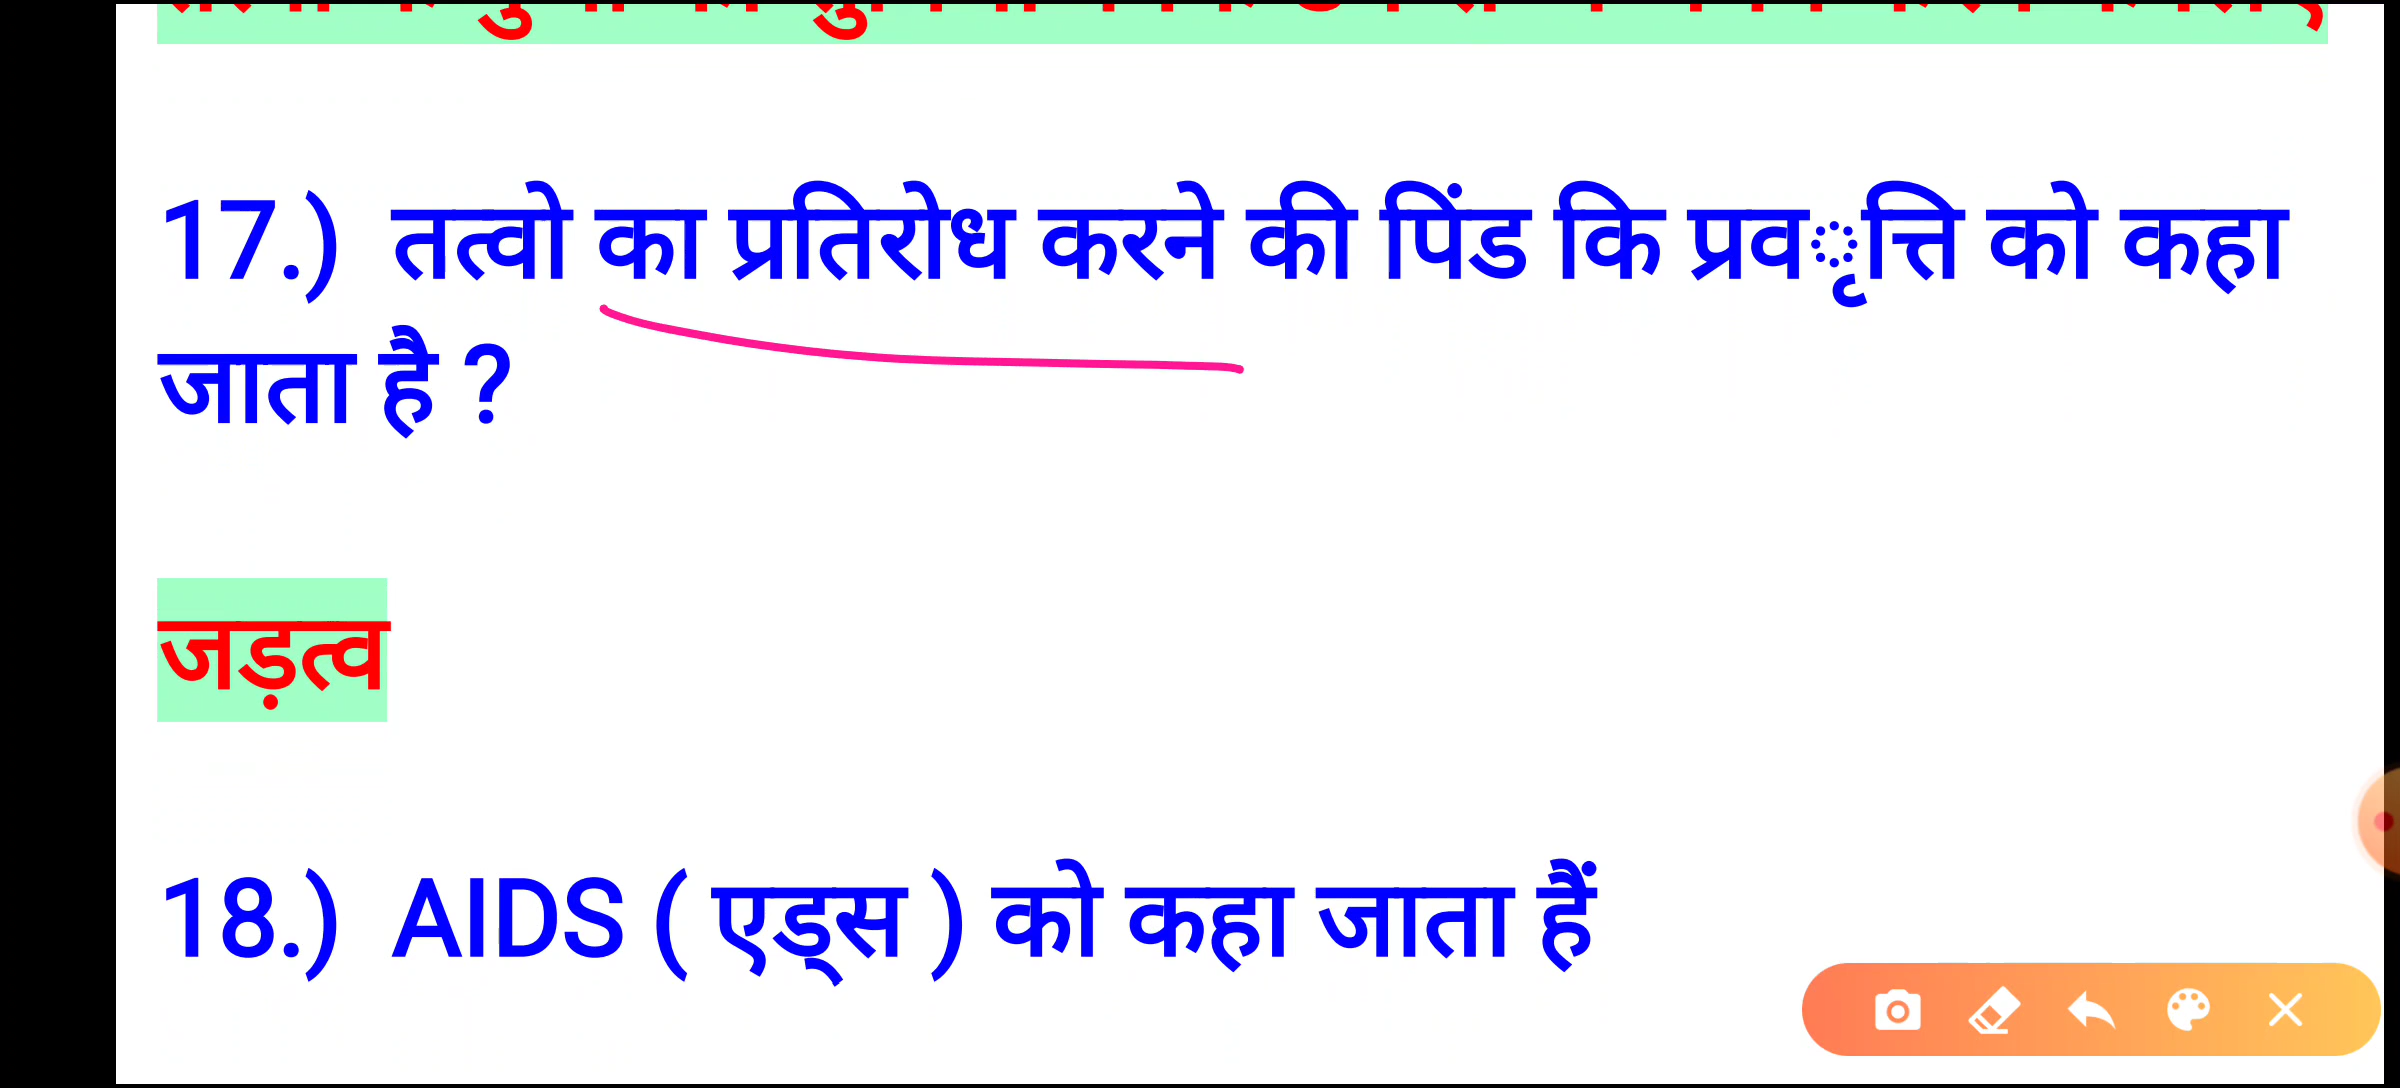 17.) तत्वो का प्रतिरोध करने की पिंड कि प्रवृत्ति को कहा
जाता है ?
जड़त्व
18.) AIDS ( एड्स ) को कहा जाता हैं